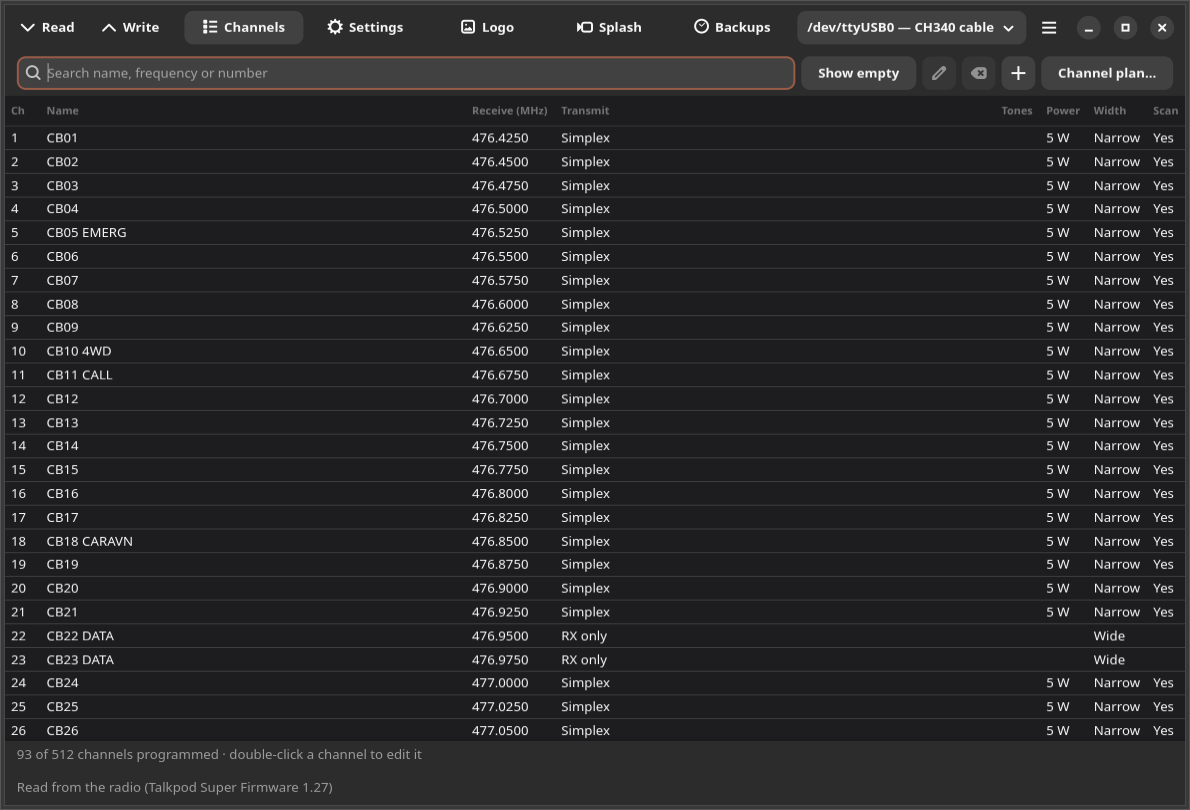 Read Write Channels Settings Logo Splash Backups /dev/ttyUSB0 — CH340 cable
Search name, frequency or number Show empty Channel plan...
Ch Name Receive (MHz) Transmit Tones Power Width Scan
1 CB01 476.4250 Simplex 5 W Narrow Yes
2 CB02 476.4500 Simplex 5 W Narrow Yes
3 CB03 476.4750 Simplex 5 W Narrow Yes
4 CB04 476.5000 Simplex 5 W Narrow Yes
5 CB05 EMERG 476.5250 Simplex 5 W Narrow Yes
6 CB06 476.5500 Simplex 5 W Narrow Yes
7 CB07 476.5750 Simplex 5 W Narrow Yes
8 CB08 476.6000 Simplex 5 W Narrow Yes
9 CB09 476.6250 Simplex 5 W Narrow Yes
10 CB10 4WD 476.6500 Simplex 5 W Narrow Yes
11 CB11 CALL 476.6750 Simplex 5 W Narrow Yes
12 CB12 476.7000 Simplex 5 W Narrow Yes
13 CB13 476.7250 Simplex 5 W Narrow Yes
14 CB14 476.7500 Simplex 5 W Narrow Yes
15 CB15 476.7750 Simplex 5 W Narrow Yes
16 CB16 476.8000 Simplex 5 W Narrow Yes
17 CB17 476.8250 Simplex 5 W Narrow Yes
18 CB18 CARAVN 476.8500 Simplex 5 W Narrow Yes
19 CB19 476.8750 Simplex 5 W Narrow Yes
20 CB20 476.9000 Simplex 5 W Narrow Yes
21 CB21 476.9250 Simplex 5 W Narrow Yes
22 CB22 DATA 476.9500 RX only Wide
23 CB23 DATA 476.9750 RX only Wide
24 CB24 477.0000 Simplex 5 W Narrow Yes
25 CB25 477.0250 Simplex 5 W Narrow Yes
26 CB26 477.0500 Simplex 5 W Narrow Yes
93 of 512 channels programmed · double-click a channel to edit it
Read from the radio (Talkpod Super Firmware 1.27)